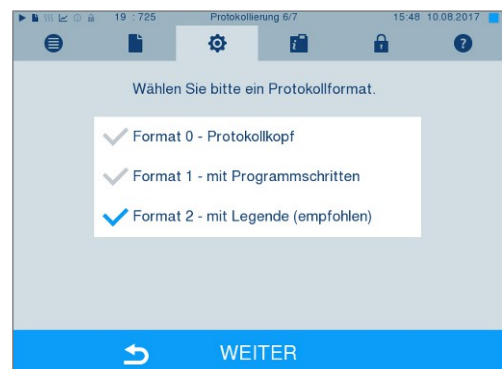 19 : 725 Protokollierung 6/7 15:48 10.08.2017
Wählen Sie bitte ein Protokollformat.
Format 0 - Protokollkopf
Format 1 - mit Programmschritten
Format 2 - mit Legende (empfohlen)
WEITER